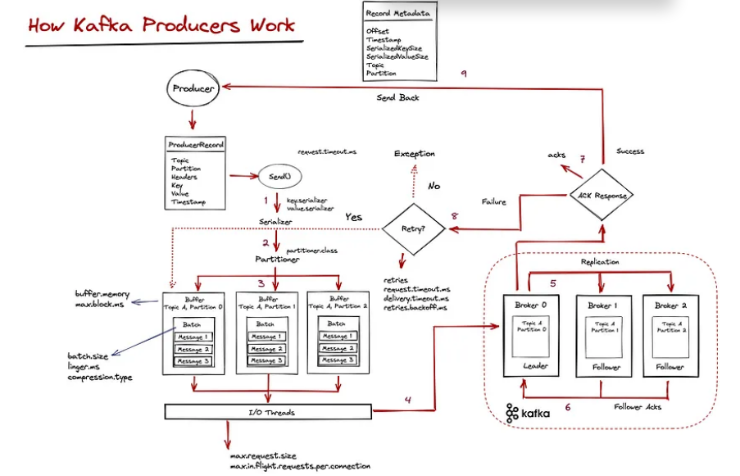 How Kafka Producers Work
Record Metadata
Offset
Timestamp
SerializedKeySize
SerializedValueSize
Topic
Partition
9
Send Back
Producer
ProducerRecord
Topic
Partition
Headers
Key
Value
Timestamp
request.timeout.ms
Send()
1
key.serializer
value.serializer
Serializer
2
partitioner.class
Partitioner
3
Exception
No
Yes
Retry?
8
Failure
retries
request.timeout.ms
delivery.timeout.ms
retries.backoff.ms
acks
7
Success
ACK Response
buffer.memory
max.block.ms
batch.size
linger.ms
compression.type
Buffer
Topic A, Partition 0
Batch
Message 1
Message 2
Message 3
Buffer
Topic A, Partition 1
Batch
Message 1
Message 2
Message 3
Buffer
Topic A, Partition 2
Batch
Message 1
Message 2
Message 3
I/O Threads
4
max.request.size
max.in.flight.requests.per.connection
Replication
5
Broker 0
Topic A
Partition 0
Leader
Broker 1
Topic A
Partition 1
Follower
Broker 2
Topic A
Partition 2
Follower
6
Follower Acks
kafka